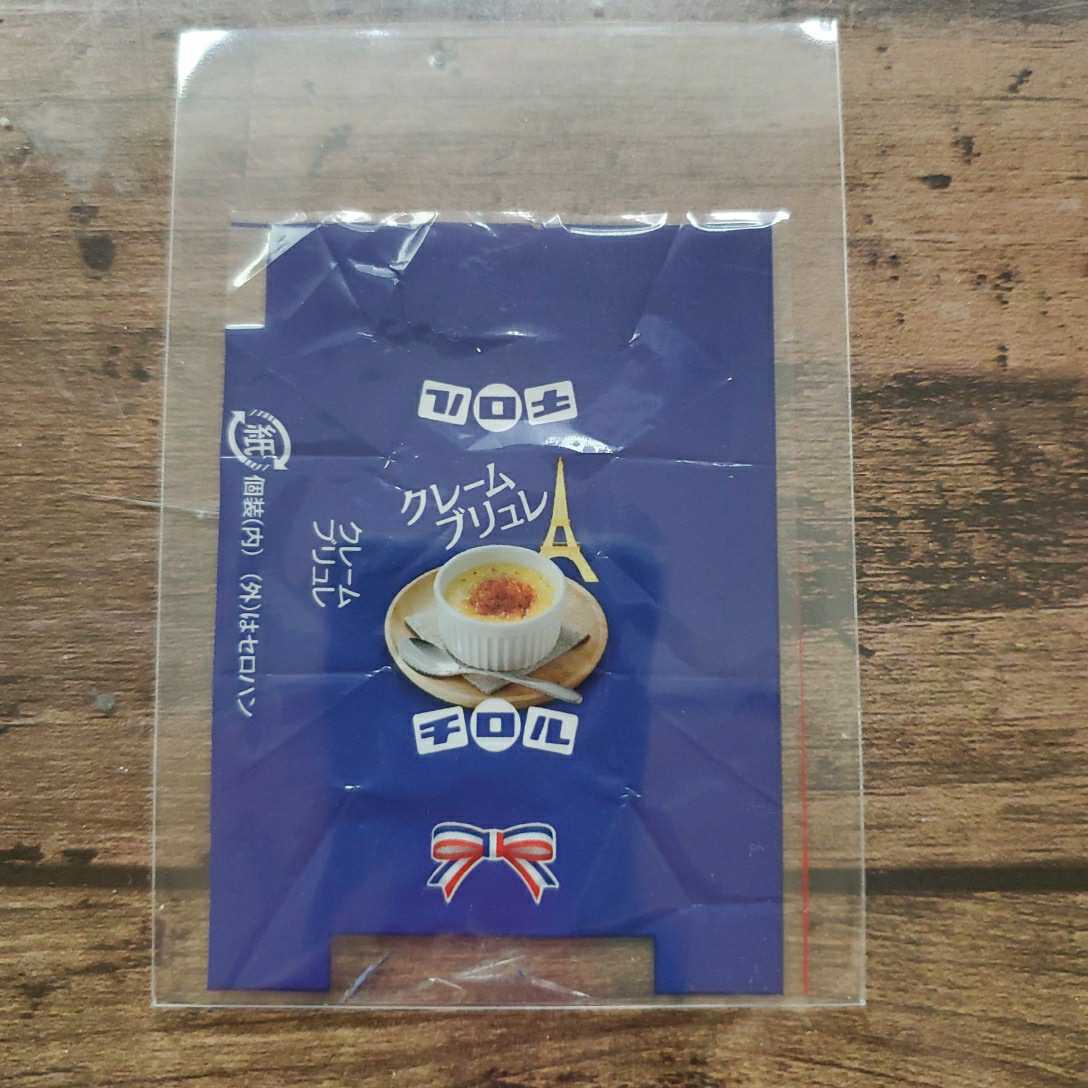 チロル
クレーム
ブリュレ
チロル
クレーム
ブリュレ
紙
個装(内) (外)はセロハン